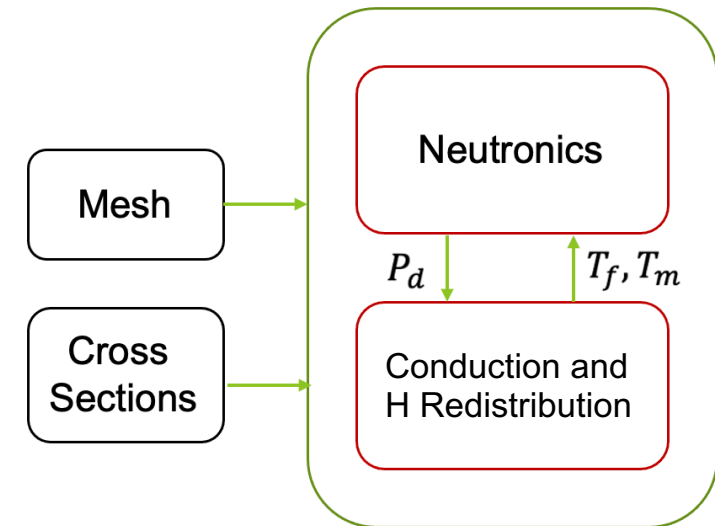 Neutronics
Mesh
P_d
T_f, T_m
Cross
Sections
Conduction and
H Redistribution